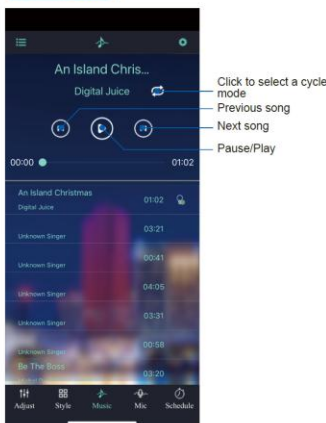 An Island Chris...
Digital Juice
Click to select a cycle
mode
Previous song
Next song
Pause/Play
00:00
01:02
An Island Christmas
Digital Juice
01:02
03:21
Unknown Singer
00:41
Unknown Singer
04:05
Unknown Singer
03:31
Unknown Singer
00:58
Unknown Singer
Be The Boss
03:20
Adjust Style Music Mic Schedule